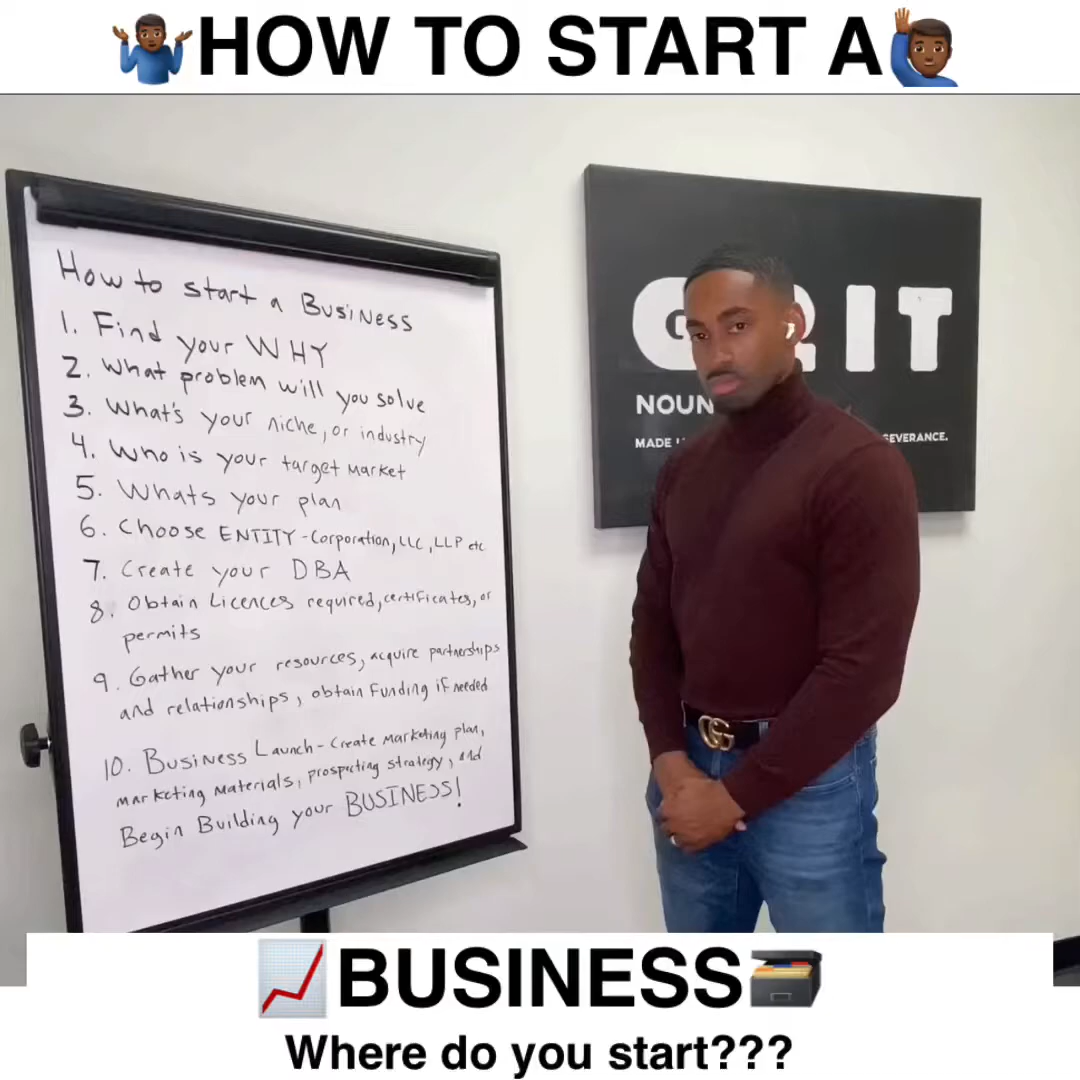 HOW TO START A
How to start a Business
1. Find your WHY
2. What problem will you solve
3. What's your niche, or industry
4. Who is your target market
5. Whats your plan
6. Choose ENTITY - Corporation, LLC, LLP etc
7. Create your DBA
8. Obtain Licences required, certificates, or
permits
9. Gather your resources, acquire partnerships
and relationships, obtain funding if needed
10. Business Launch - Create marketing plan,
marketing materials, prospecting strategy, and
Begin Building your BUSINESS!
GRIT
NOUN
MADE
BUSINESS
Where do you start???